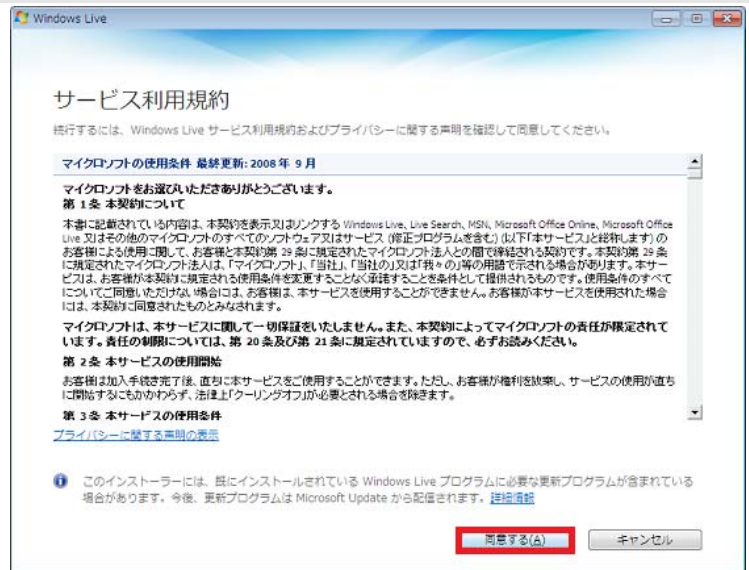 Windows Live
サービス利用規約
続行するには、Windows Live サービス利用規約およびプライバシーに関する声明を確認して同意してください。
マイクロソフトの使用条件 最終更新: 2008 年 9 月
マイクロソフトをお選びいただきありがとうございます。
第 1 条 本契約について
本書に記載されている内容は、本契約を表示又はリンクする Windows Live、Live Search、MSN、Microsoft Office Online、Microsoft Office
Live 又はその他のマイクロソフトのすべてのソフトウェア又はサービス (修正プログラムを含む) (以下「本サービス」と総称します) の
お客様による使用に関して、お客様と本契約第 29 条に規定されたマイクロソフト法人との間で締結される契約です。本契約第 29 条
に規定されたマイクロソフト法人は、「マイクロソフト」、「当社」、「当社の」又は「我々の」等の用語で示される場合があります。本サー
ビスは、お客様が本契約に規定される使用条件を変更することなく承諾することを条件として提供されるものです。使用条件のすべて
についてご同意いただけない場合には、お客様は、本サービスを使用することができません。お客様が本サービスを使用された場合
には、本契約に同意されたものとみなされます。
マイクロソフトは、本サービスに関して一切保証をいたしません。また、本契約によってマイクロソフトの責任が限定されて
います。責任の制限については、第 20 条及び第 21 条に規定されていますので、必ずお読みください。
第 2 条 本サービスの使用開始
お客様は加入手続き完了後、直ちに本サービスをご使用することができます。ただし、お客様が権利を放棄し、サービスの使用が直ち
に開始するにもかかわらず、法律上「クーリングオフ」が必要とされる場合を除きます。
第 3 条 本サービスの使用条件
プライバシーに関する声明の表示
このインストーラーには、既にインストールされている Windows Live プログラムに必要な更新プログラムが含まれている
場合があります。今後、更新プログラムは Microsoft Update から配信されます。詳細情報
同意する(A)
キャンセル